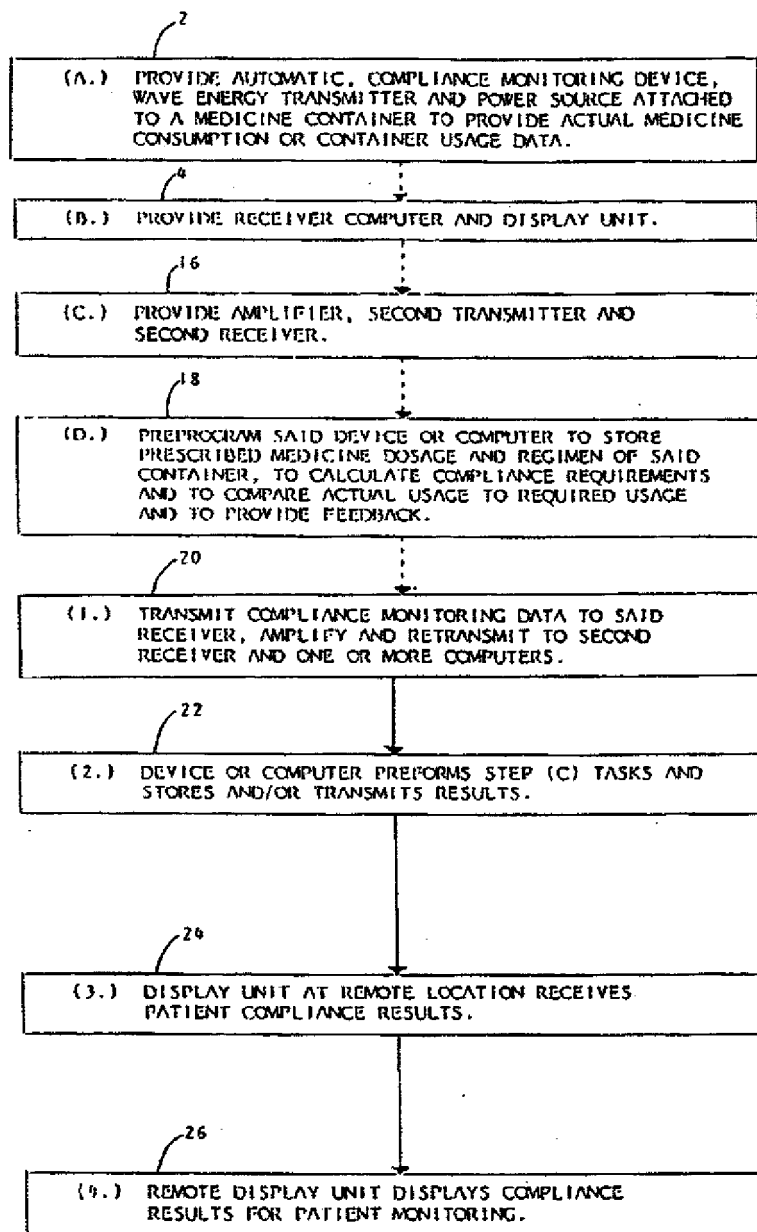 2
(A.) PROVIDE AUTOMATIC, COMPLIANCE MONITORING DEVICE,
WAVE ENERGY TRANSMITTER AND POWER SOURCE ATTACHED
TO A MEDICINE CONTAINER TO PROVIDE ACTUAL MEDICINE
CONSUMPTION OR CONTAINER USAGE DATA.
4
(B.) PROVIDE RECEIVER COMPUTER AND DISPLAY UNIT.
16
(C.) PROVIDE AMPLIFIER, SECOND TRANSMITTER AND
SECOND RECEIVER.
18
(D.) PREPROGRAM SAID DEVICE OR COMPUTER TO STORE
PRESCRIBED MEDICINE DOSAGE AND REGIMEN OF SAID
CONTAINER, TO CALCULATE COMPLIANCE REQUIREMENTS
AND TO COMPARE ACTUAL USAGE TO REQUIRED USAGE
AND TO PROVIDE FEEDBACK.
20
(1.) TRANSMIT COMPLIANCE MONITORING DATA TO SAID
RECEIVER, AMPLIFY AND RETRANSMIT TO SECOND
RECEIVER AND ONE OR MORE COMPUTERS.
22
(2.) DEVICE OR COMPUTER PREFORMS STEP (C) TASKS AND
STORES AND/OR TRANSMITS RESULTS.
24
(3.) DISPLAY UNIT AT REMOTE LOCATION RECEIVES
PATIENT COMPLIANCE RESULTS.
26
(4.) REMOTE DISPLAY UNIT DISPLAYS COMPLIANCE
RESULTS FOR PATIENT MONITORING.